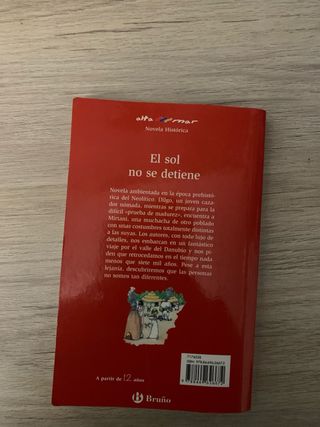 alta mar
Novela Histórica
El sol
no se detiene
Novela ambientada en la época prehistó-
rica del Neolítico. Dlügo, un joven caza-
dor nómada, mientras se prepara para la
difícil «prueba de madurez», encuentra a
Miriani, una muchacha de otro poblado
con unas costumbres totalmente distintas
a las suyas. Los autores, con todo lujo de
detalles, nos embarcan en un fantástico
viaje por el valle del Danubio y nos pi-
den que retrocedamos en el tiempo nada
menos que siete mil años. Pese a esta
lejanía, descubriremos que las personas
no somos tan diferentes.
A partir de 12 años
Bruño